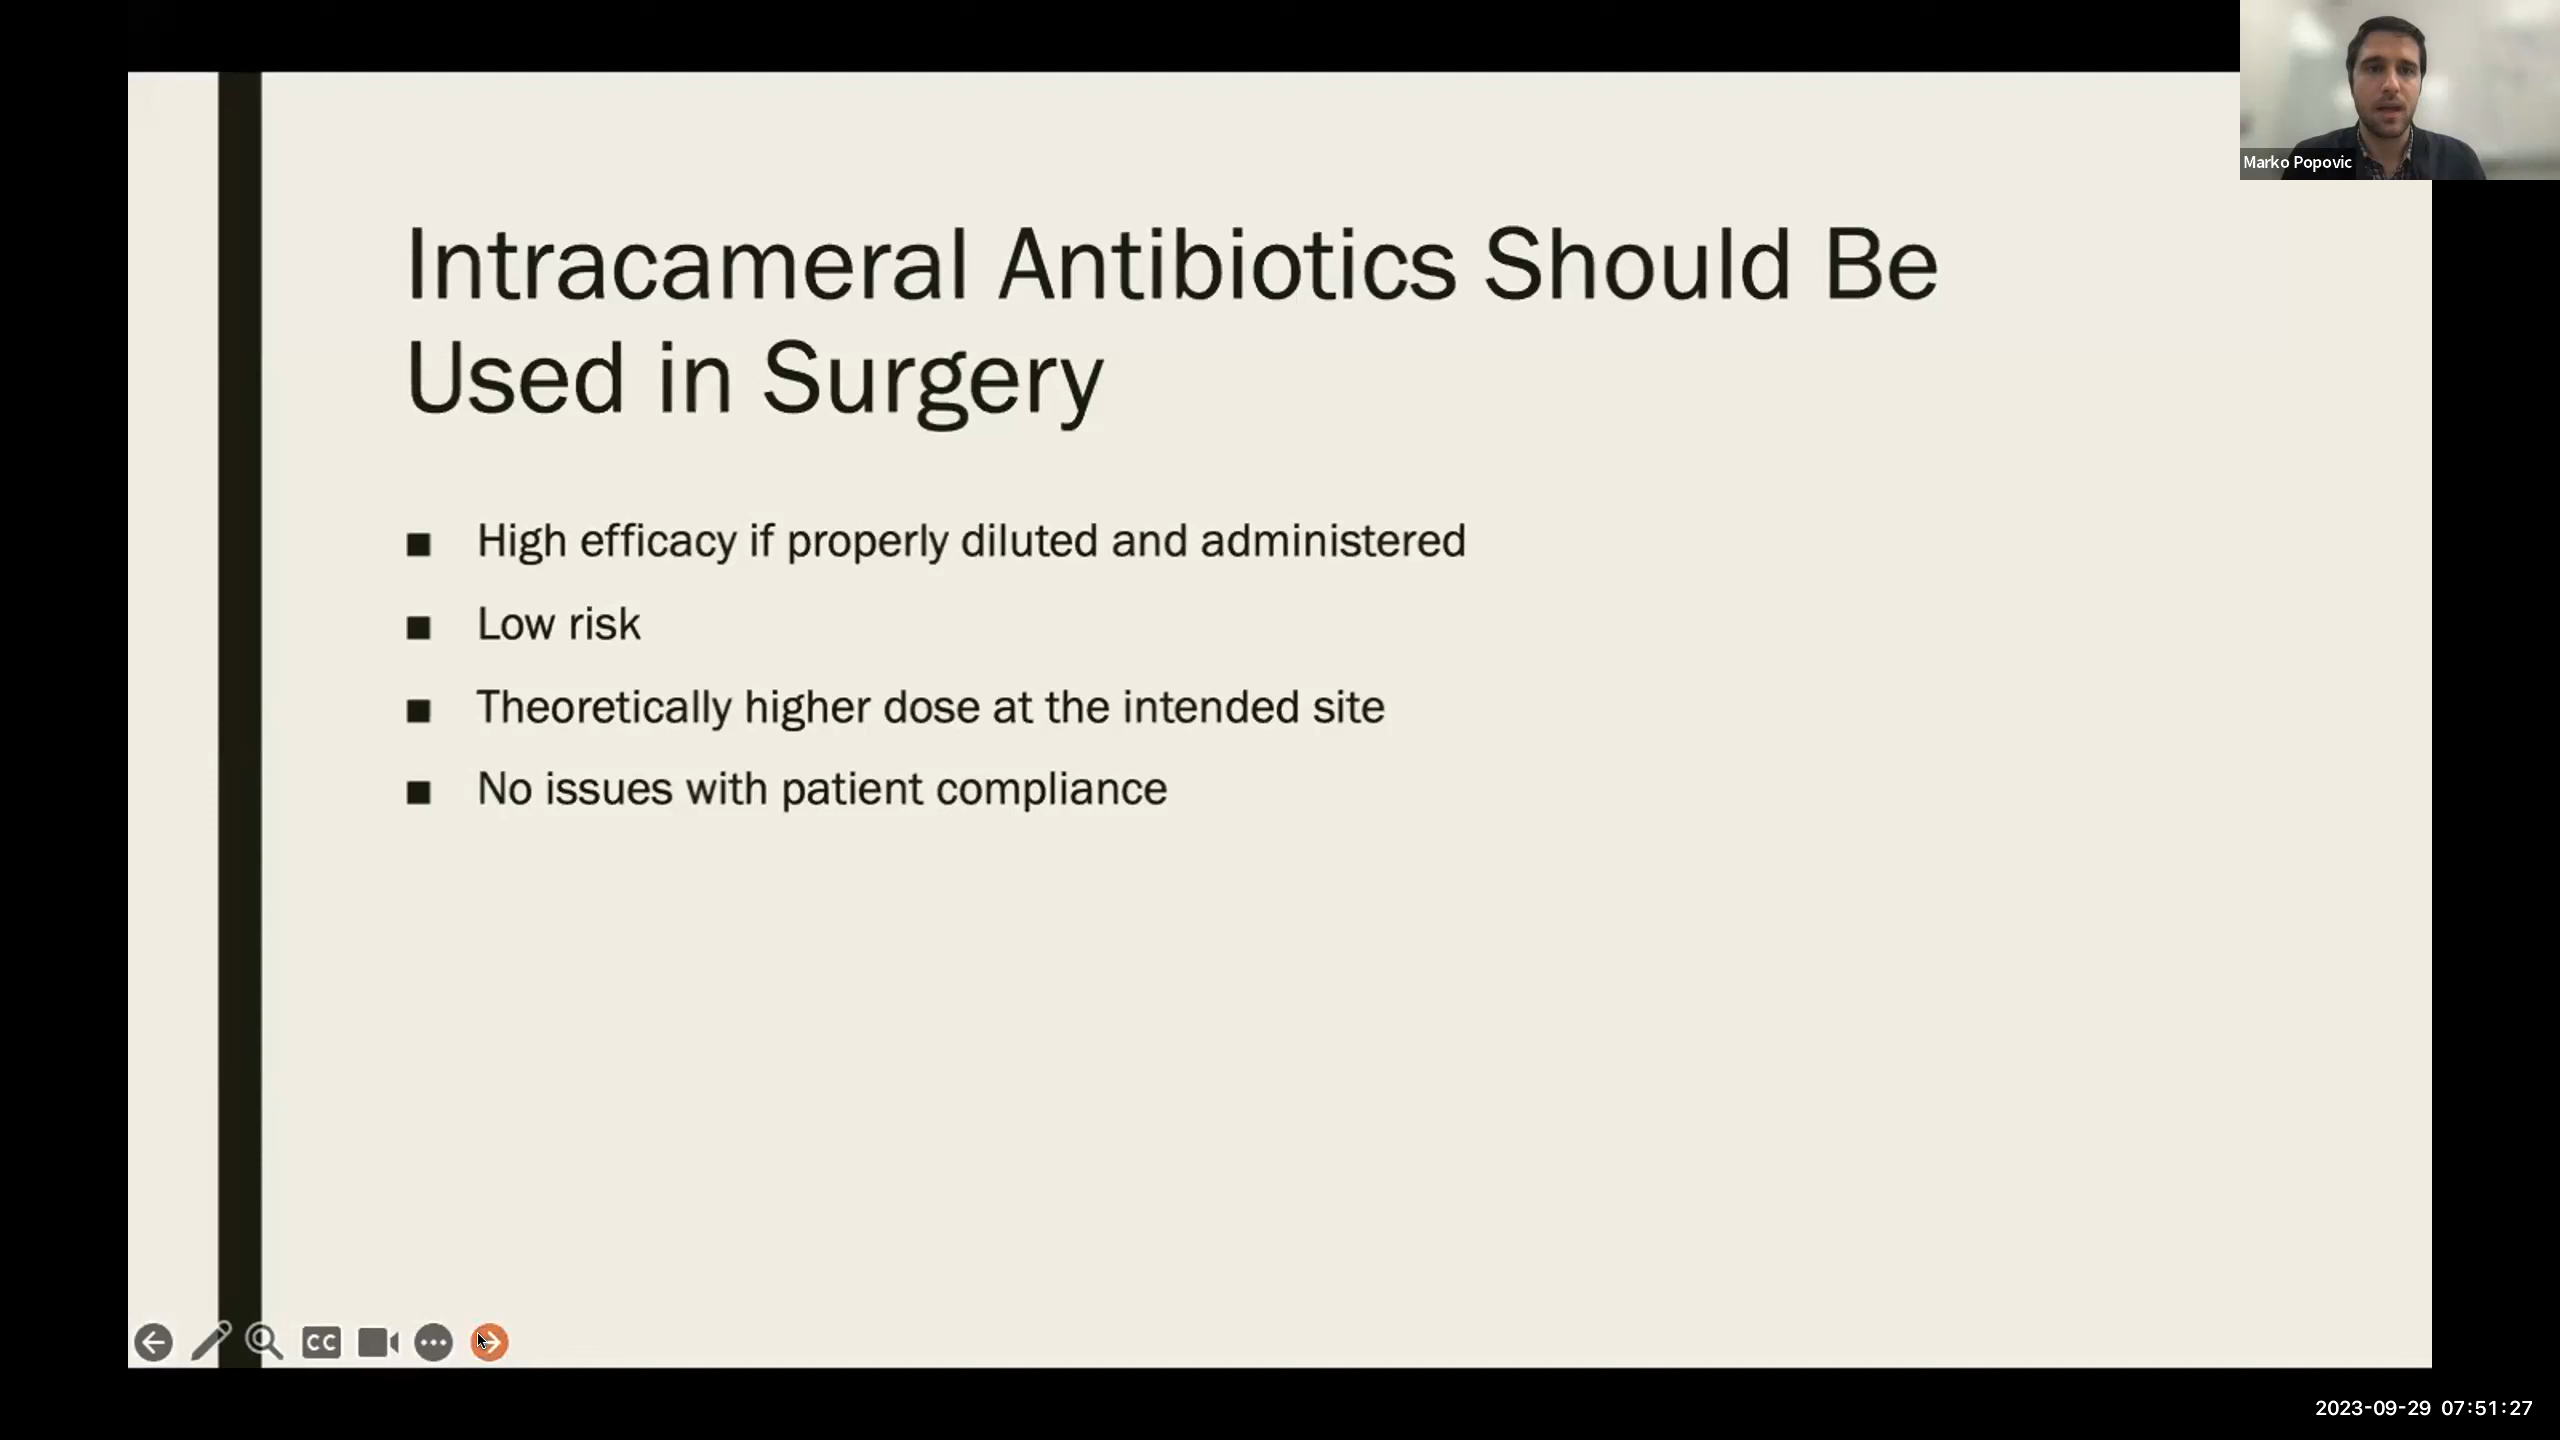 Marko Popovic
Intracameral Antibiotics Should Be
Used in Surgery
■ High efficacy if properly diluted and administered
■ Low risk
■ Theoretically higher dose at the intended site
■ No issues with patient compliance
CC
2023-09-29 07:51:27